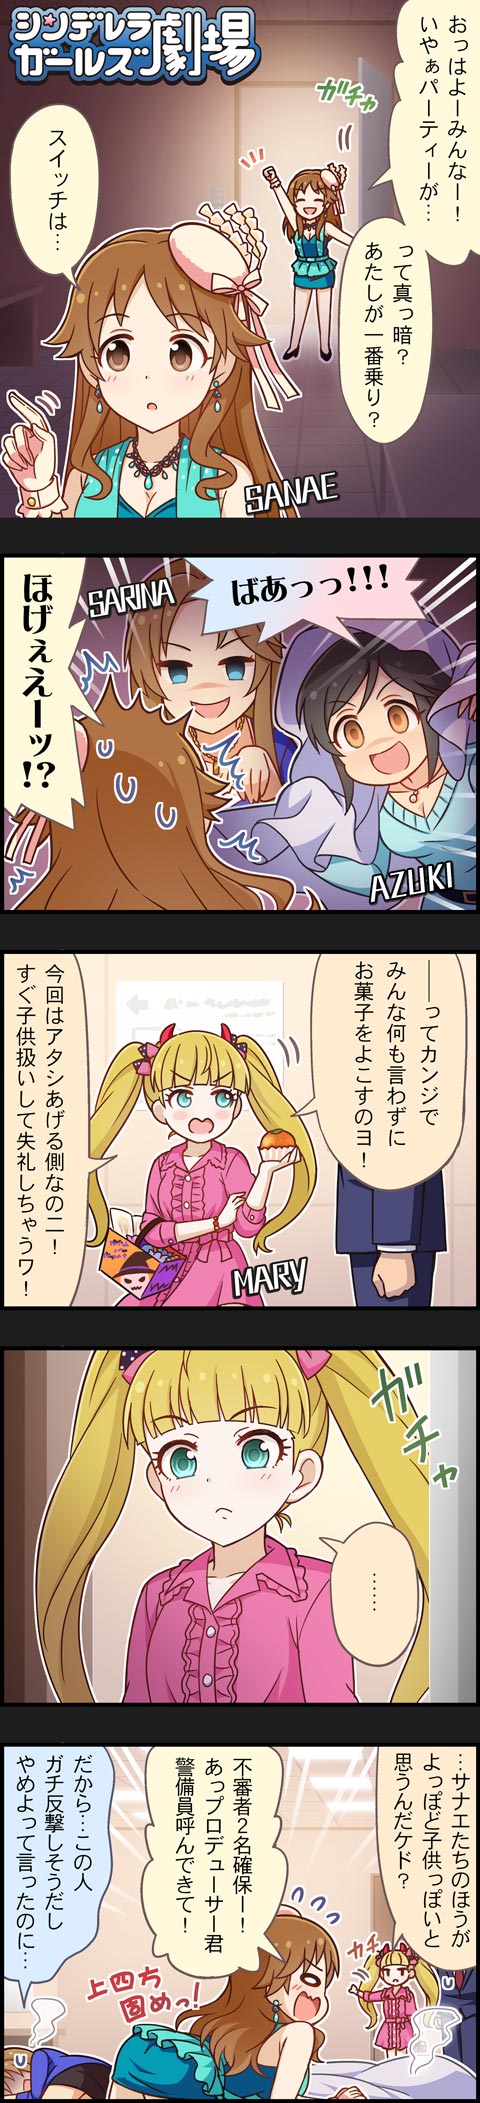 シンデレラ
ガールズ劇場
おっはよーみんなー！
いやぁパーティーが…
ガチャ
って真っ暗？
あたしが一番乗り？
スイッチは…
SANAE
ばあっっ!!!
SARINA
ほげぇえーッ!?
AZUKI
――ってカンジで
みんな何も言わずに
お菓子をよこすのヨ！
今回はアタシあげる側なのニ！
すぐ子供扱いして失礼しちゃうワ！
MARY
ガチャ
……
…サナエたちのほうが
よっぽど子供っぽいと
思うんだケド？
不審者2名確保ー！
あっプロデューサー君
警備員呼んできて！
ガチ
上四方
固めっ！
だから…この人
ガチ反撃しそうだし
やめよって言ったのに…